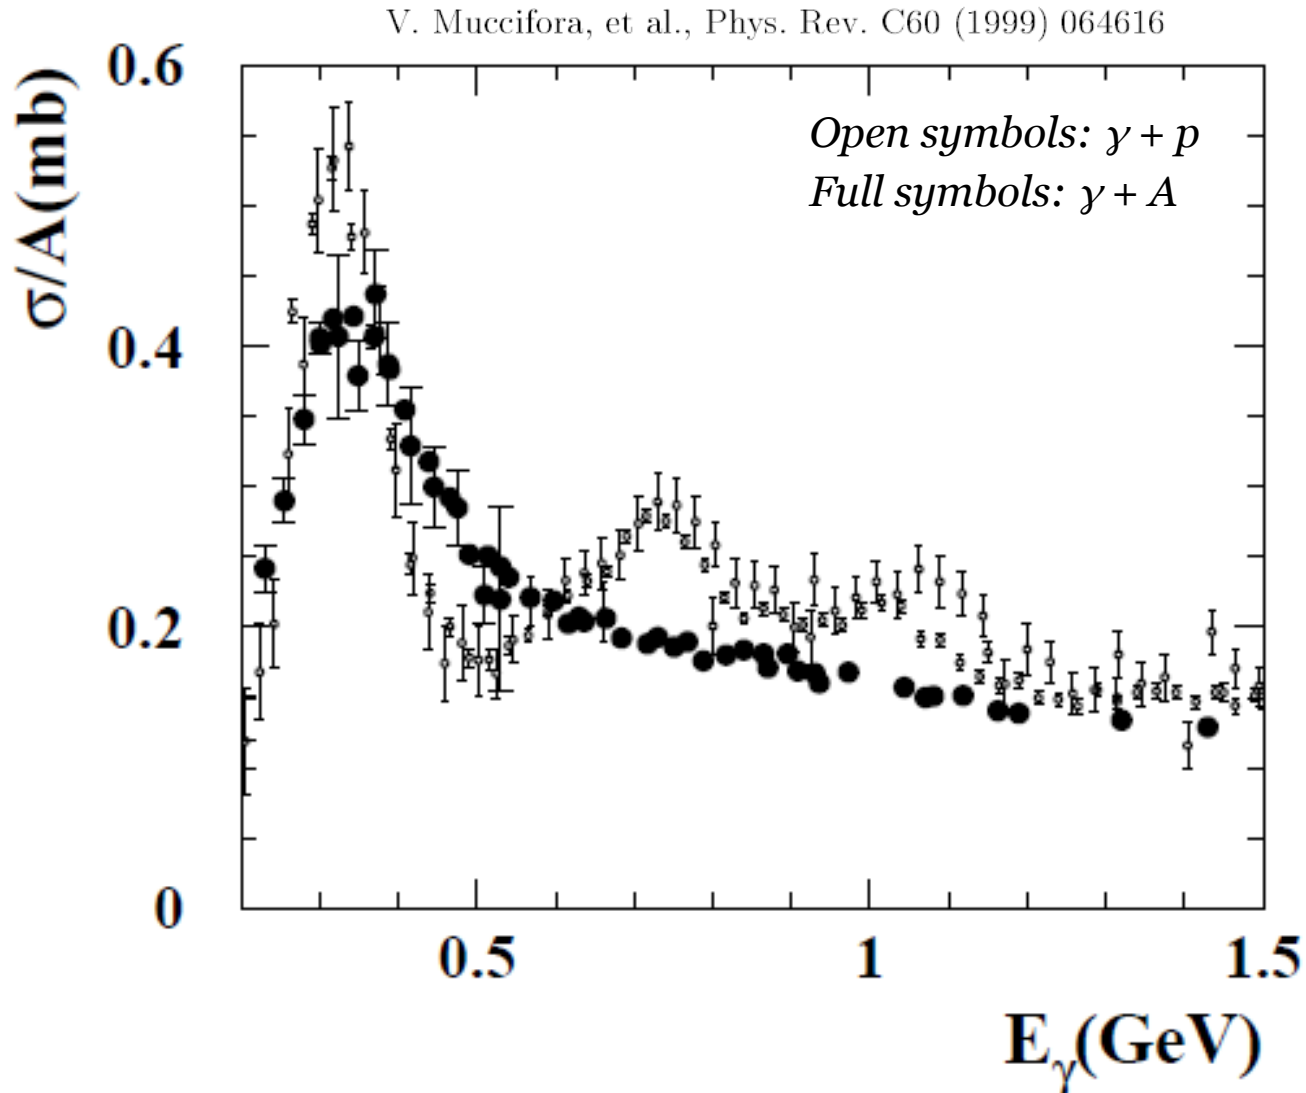 V. Muccifora, et al., Phys. Rev. C60 (1999) 064616
σ/A(mb)
0.6
0.4
0.2
0
Open symbols: γ + p
Full symbols: γ + A
0.5
1
1.5
Eγ(GeV)